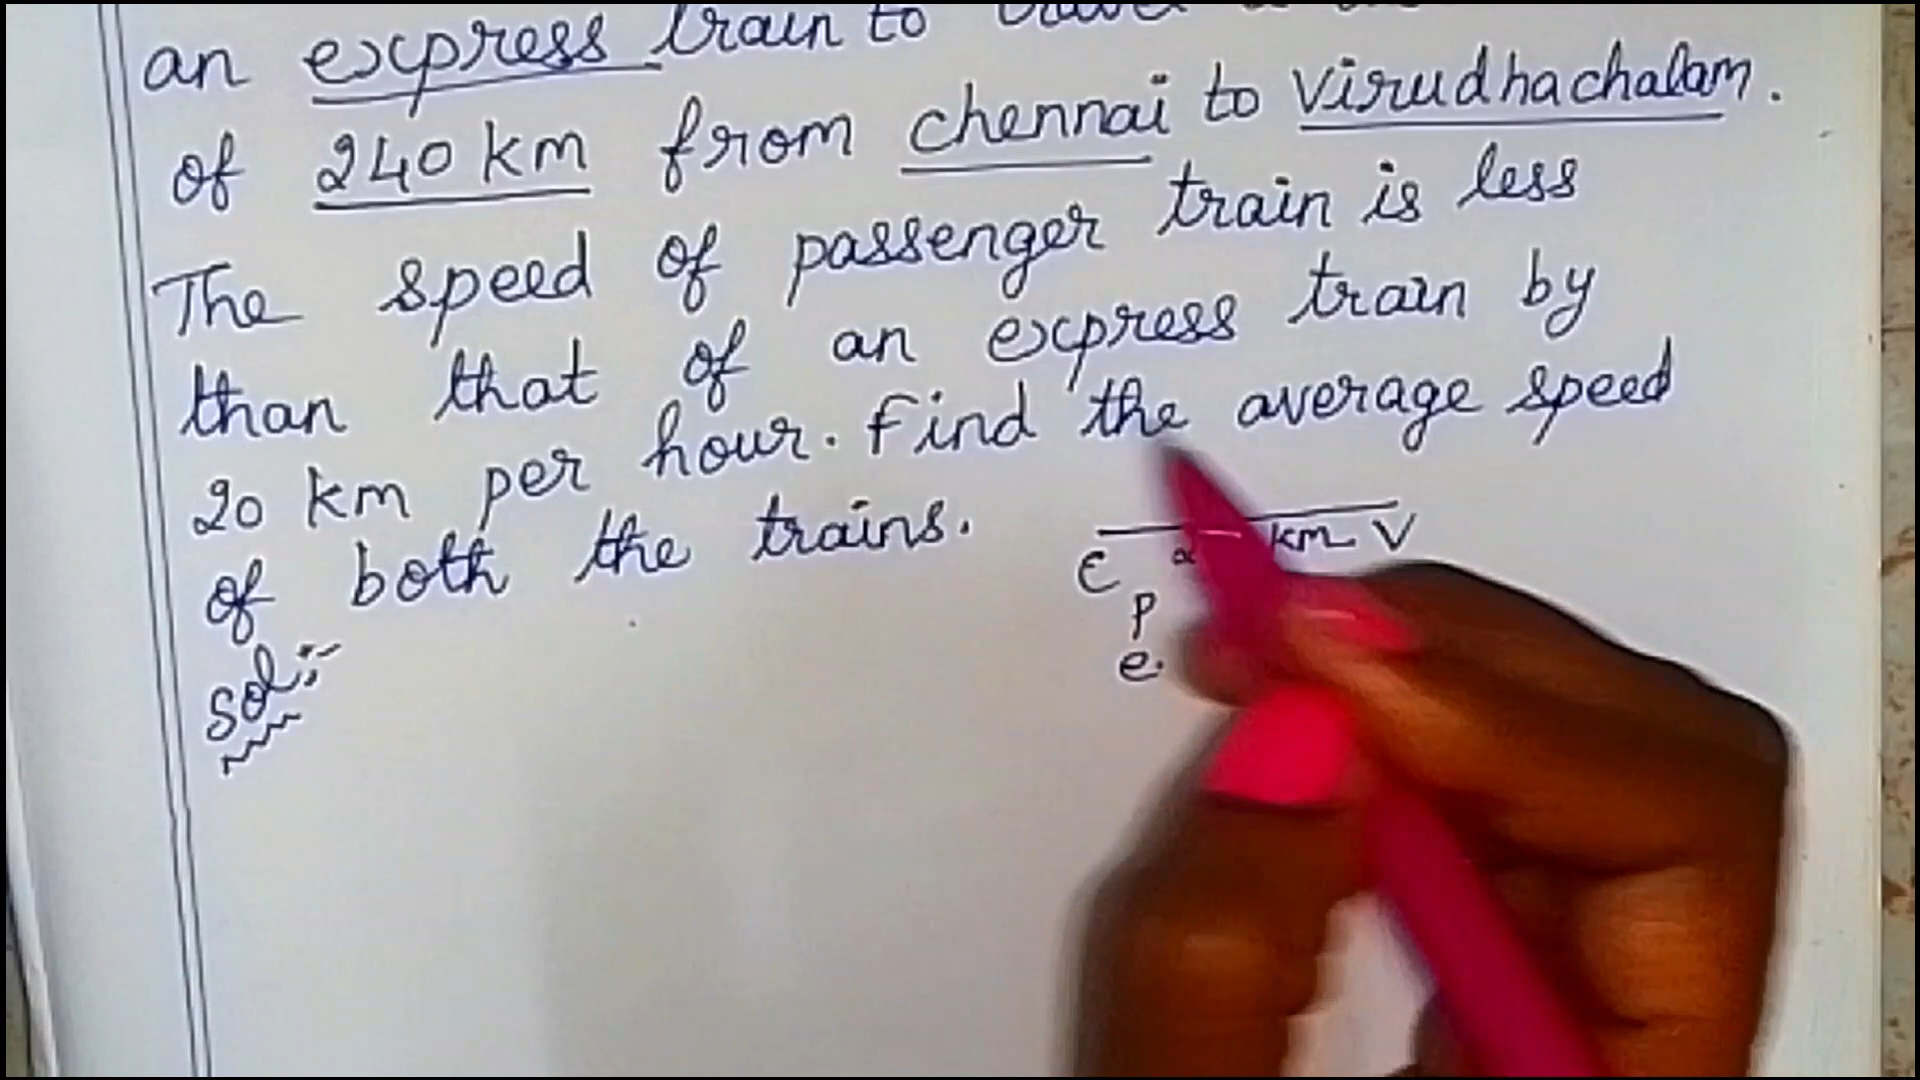 an express train to
of 240 km from chennai to virudhachalam.
The speed of passenger train is less
than that of an express train by
20 km per hour. Find the average speed
of both the trains.
km V
C
P
e.
Sol:-